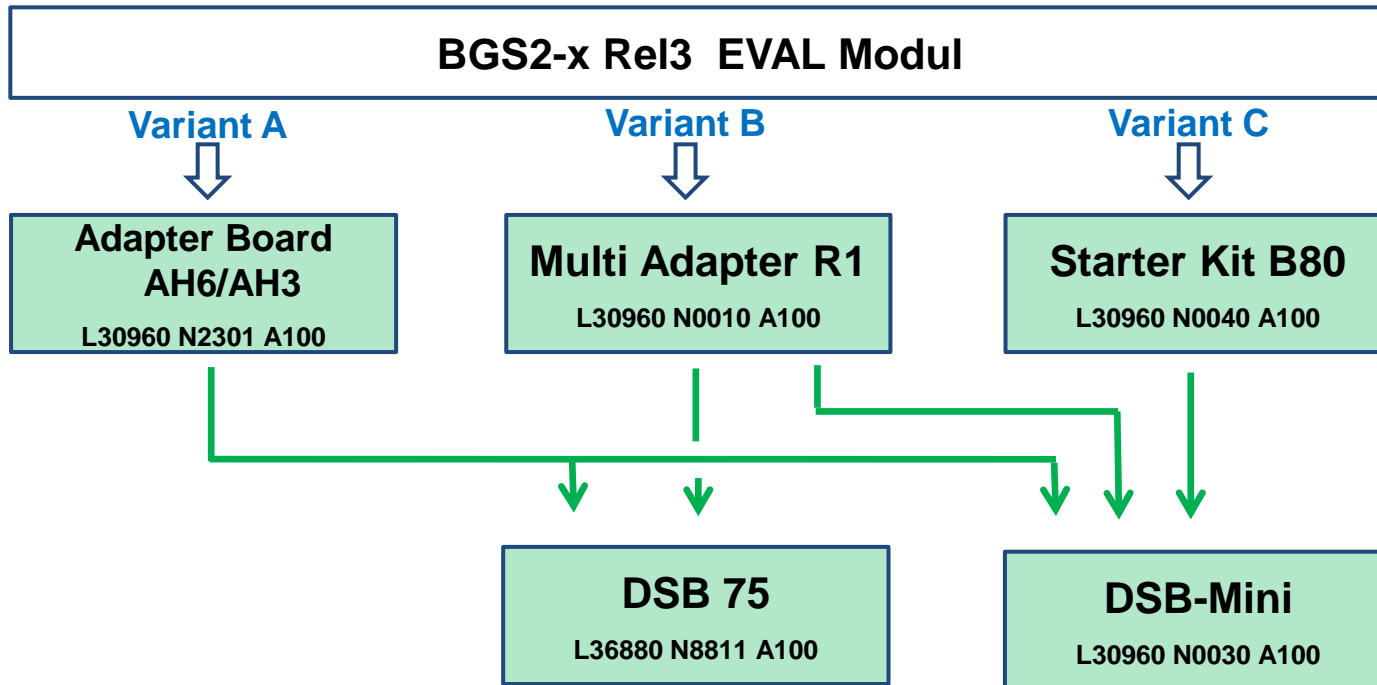 BGS2-x Rel3 EVAL Modul
Variant A
Variant B
Variant C
Adapter Board
AH6/AH3
L30960 N2301 A100
Multi Adapter R1
L30960 N0010 A100
Starter Kit B80
L30960 N0040 A100
DSB 75
L36880 N8811 A100
DSB-Mini
L30960 N0030 A100